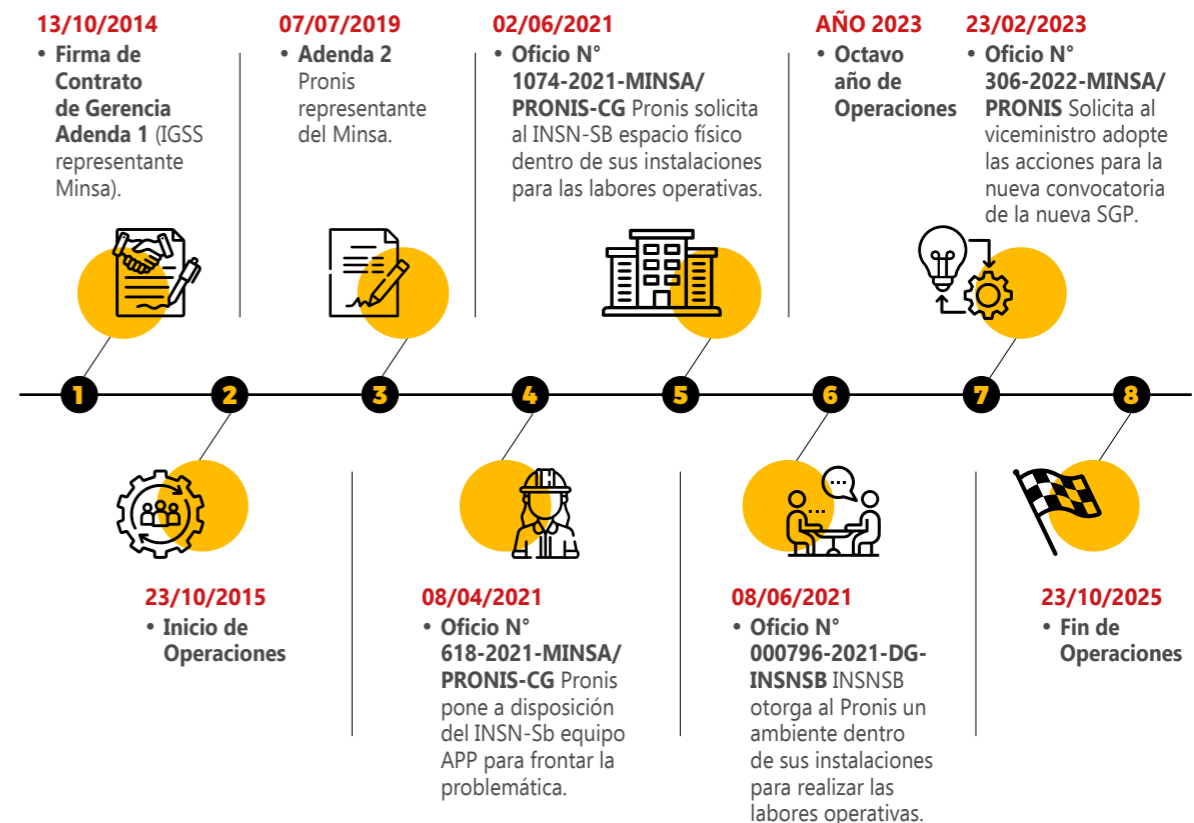 13/10/2014
• Firma de
Contrato
de Gerencia
Adenda 1 (IGSS
representante
Minsa).
07/07/2019
• Adenda 2
Pronis
representante
del Minsa.
02/06/2021
• Oficio N°
1074-2021-MINSA/
PRONIS-CG Pronis solicita
al INSN-SB espacio físico
dentro de sus instalaciones
para las labores operativas.
AÑO 2023
• Octavo
año de
Operaciones
23/02/2023
• Oficio N°
306-2022-MINSA/
PRONIS Solicita al
viceministro adopte
las acciones para la
nueva convocatoria
de la nueva SGP.
1
2
3
4
5
6
7
8
23/10/2015
• Inicio de
Operaciones
08/04/2021
• Oficio N°
618-2021-MINSA/
PRONIS-CG Pronis
pone a disposición
del INSN-Sb equipo
APP para frontar la
problemática.
08/06/2021
• Oficio N°
000796-2021-DG-
INSNSB INSNSB
otorga al Pronis un
ambiente dentro
de sus instalaciones
para realizar las
labores operativas.
23/10/2025
• Fin de
Operaciones